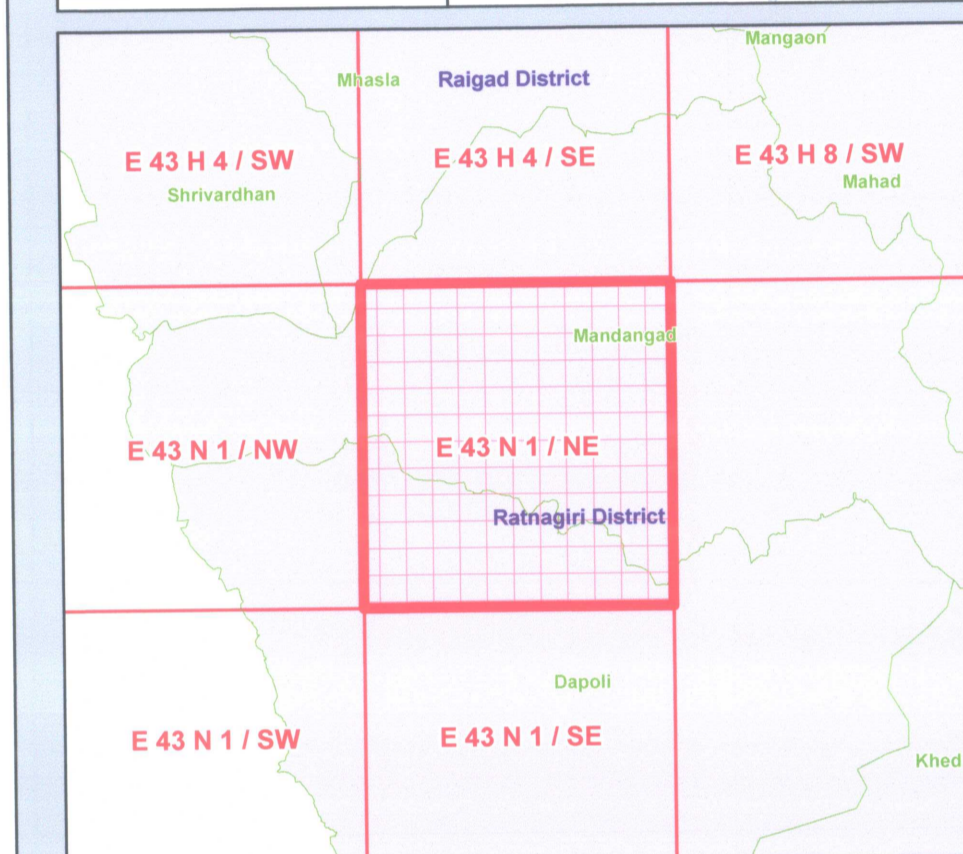 Mangaon
Mhasla
Raigad District
E 43 H 4 / SW
E 43 H 4 / SE
E 43 H 8 / SW
Shrivardhan
Mahad
Mandangad
E 43 N 1 / NW
E 43 N 1 / NE
Ratnagiri District
Dapoli
E 43 N 1 / SW
E 43 N 1 / SE
Khed